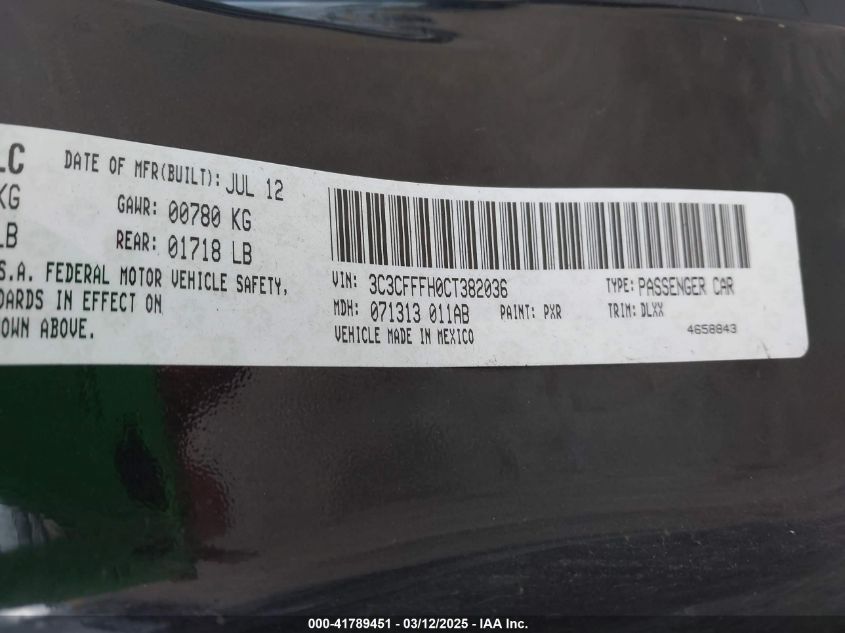 LC
DATE OF MFR(BUILT): JUL 12
KG GAWR: 00780 KG
LB REAR: 01718 LB
S.A. FEDERAL MOTOR VEHICLE SAFETY,
DARDS IN EFFECT ON
OWN ABOVE.
VIN: 3C3CFFFH0CT382036 TYPE: PASSENGER CAR
MDH: 071313 011AB PAINT: PXR TRIM: DLXX
VEHICLE MADE IN MEXICO 4658843
000-41789451 - 03/12/2025 - IAA Inc.